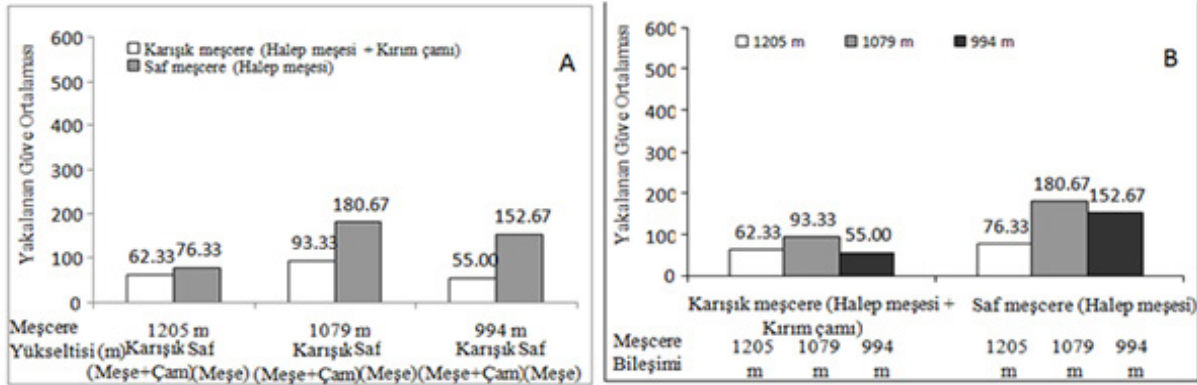 Yakalanan Güve Ortalaması
600
500
400
300
200
100
0
Karışık meşcere (Halep meşesi + Kırım çamı)
Saf meşcere (Halep meşesi)
A
62.33 76.33
93.33 180.67
55.00 152.67
Meşcere
Yükseltisi (m)
1205 m 1079 m 994 m
Karışık Saf Karışık Saf Karışık Saf
(Meşe+Çam)(Meşe) (Meşe+Çam)(Meşe) (Meşe+Çam)(Meşe)
Yakalanan Güve Ortalaması
600
500
400
300
200
100
0
1205 m 1079 m 994 m
B
62.33 93.33 55.00
76.33 180.67 152.67
Karışık meşcere (Halep meşesi +
Kırım çamı)
Saf meşcere (Halep meşesi)
Meşcere
Bileşimi
1205 1079 994 1205 1079 994
m m m m m m